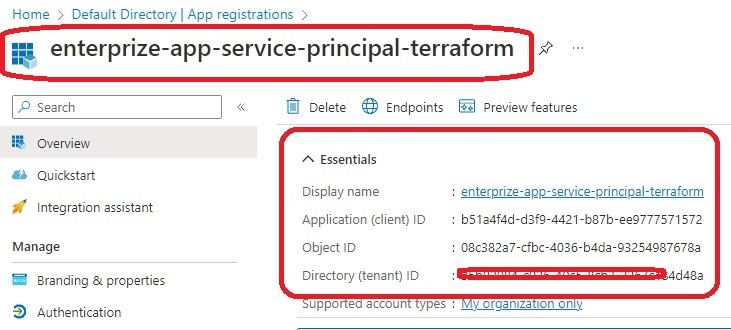 Home > Default Directory | App registrations >
enterprize-app-service-principal-terraform
Search
Delete Endpoints Preview features
Overview
Essentials
Quickstart
Display name : enterprize-app-service-principal-terraform
Integration assistant
Application (client) ID : b51a4f4d-d3f9-4421-b87b-ee9777571572
Manage
Object ID : 08c382a7-cfbc-4036-b4da-93254987678a
Branding & properties
Directory (tenant) ID : 4d48a
Authentication
Supported account types : My organization only